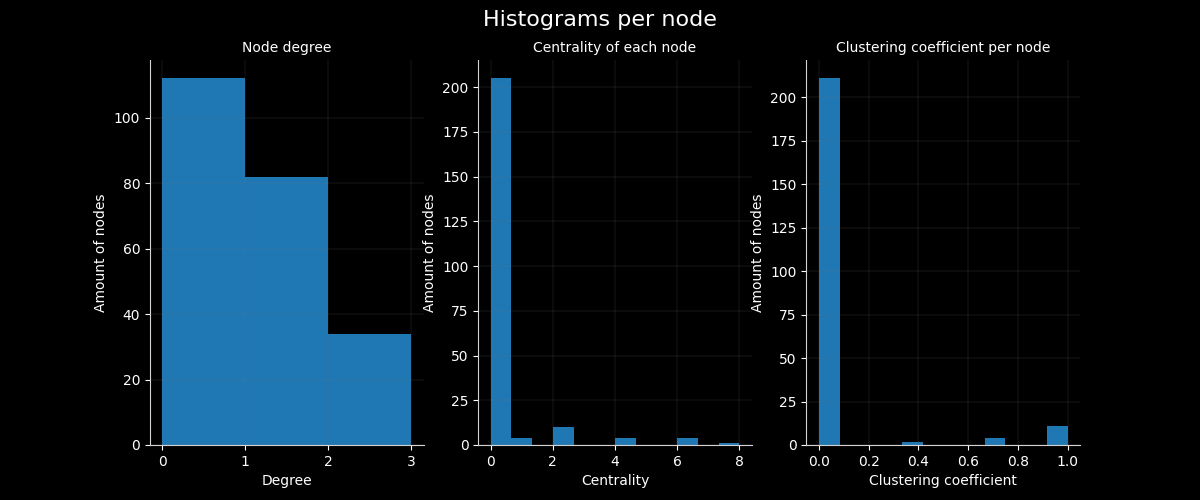 Histograms per node
Node degree
Amount of nodes
100
80
60
40
20
0
0 1 2 3
Degree
Centrality of each node
Amount of nodes
200
175
150
125
100
75
50
25
0
0 2 4 6 8
Centrality
Clustering coefficient per node
Amount of nodes
200
175
150
125
100
75
50
25
0
0.0 0.2 0.4 0.6 0.8 1.0
Clustering coefficient